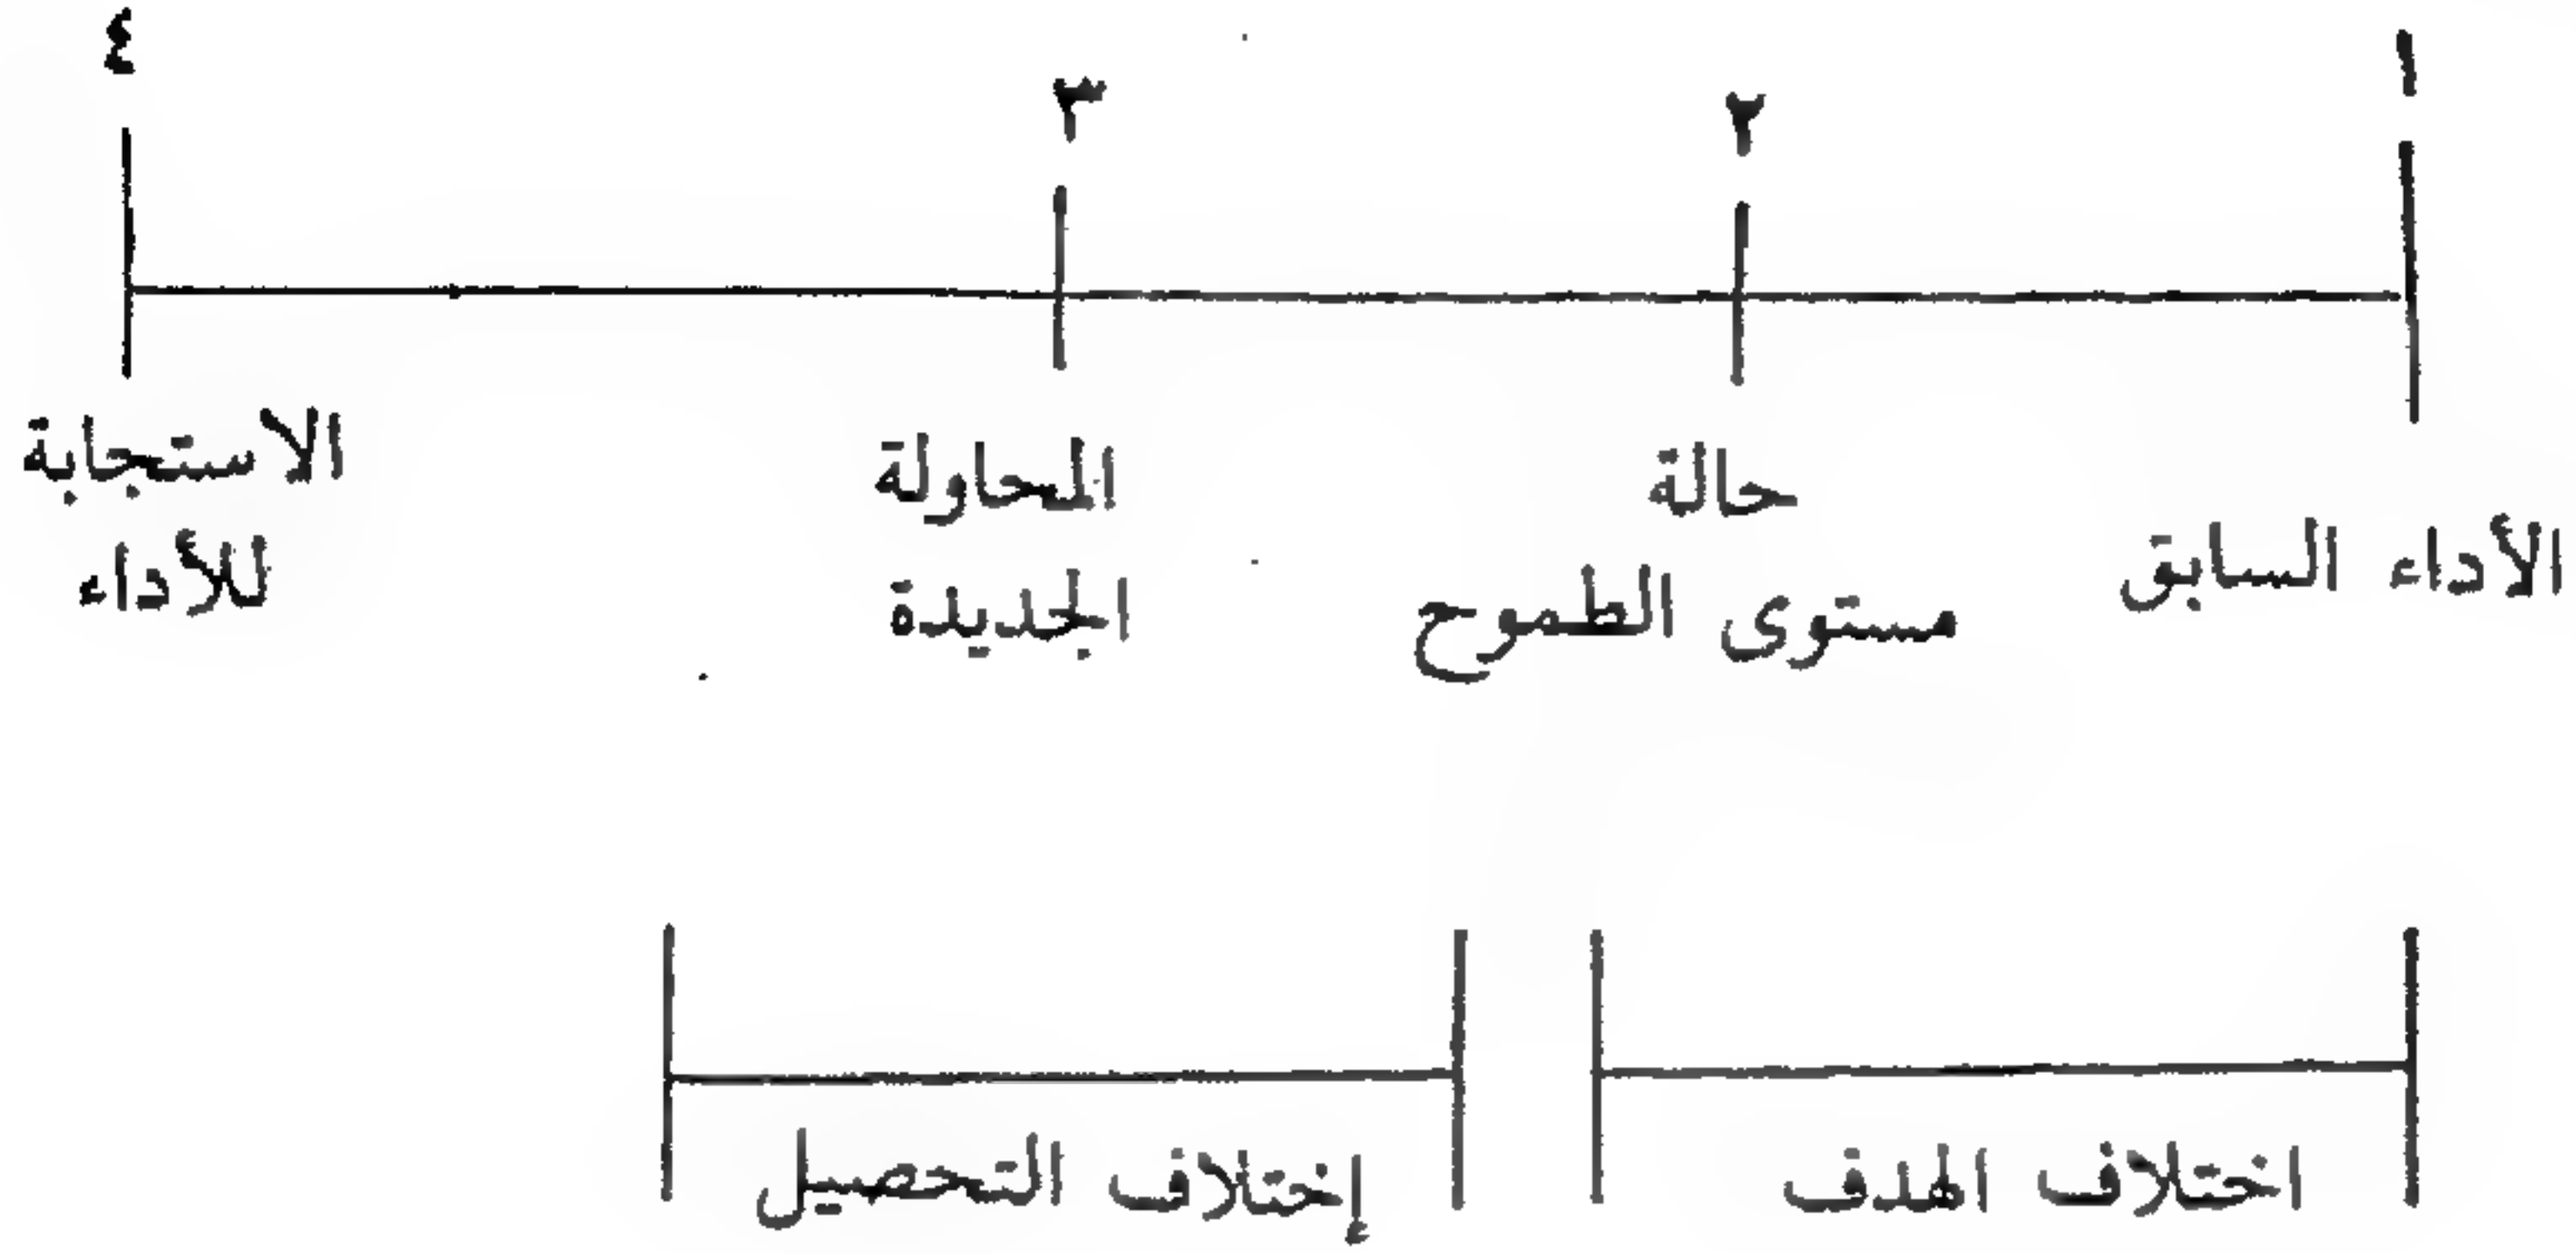 ١ ٢ ٣ ٤
الأداء السابق
حالة
مستوى الطموح
المحاولة
الجديدة
الاستجابة
للأداء
اختلاف الهدف
إختلاف التحصيل